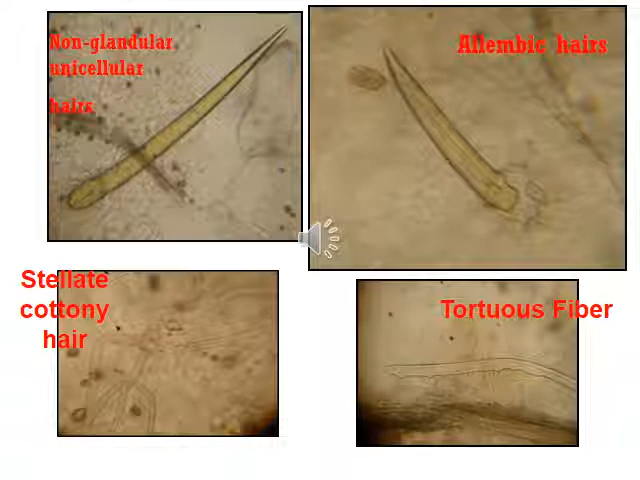 Non-glandular
unicellular
hairs
Allembic hairs
Stellate
cottony
hair
Tortuous Fiber